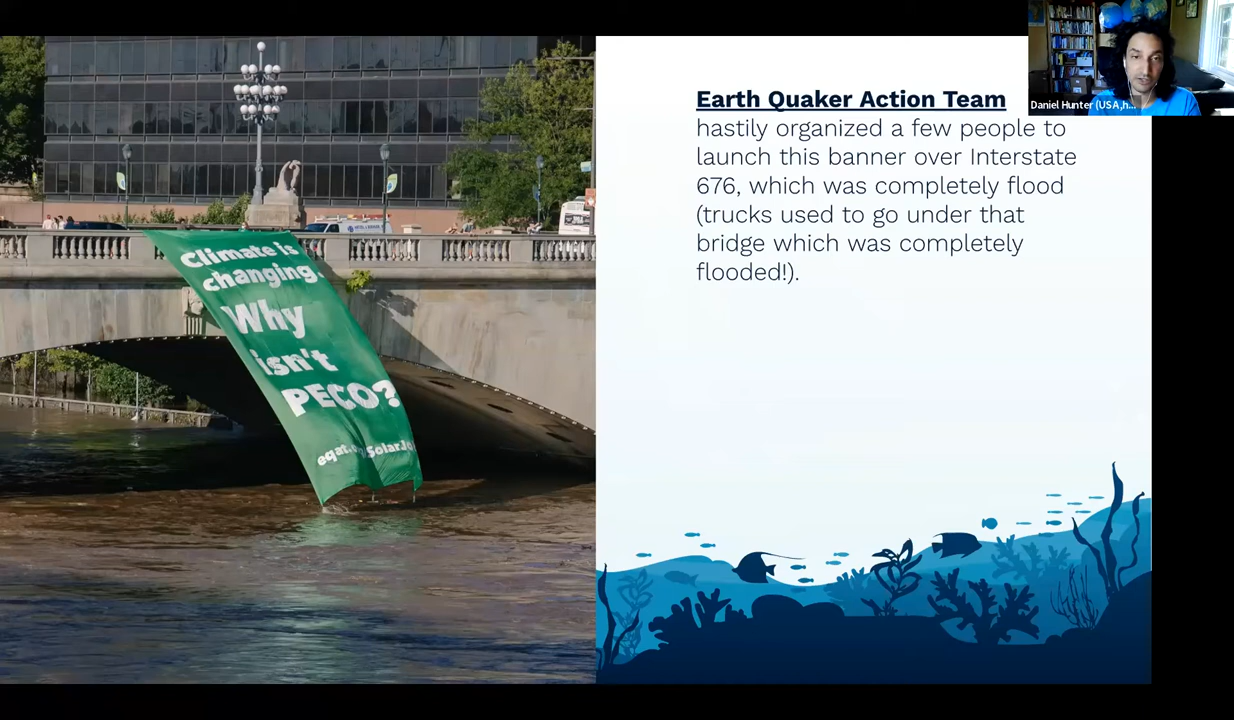 Climate is
changing.
Why
isn't
PECO?
Earth Quaker Action Team
hastily organized a few people to
launch this banner over Interstate
676, which was completely flood
(trucks used to go under that
bridge which was completely
flooded!).
Daniel Hunter (USA,h...